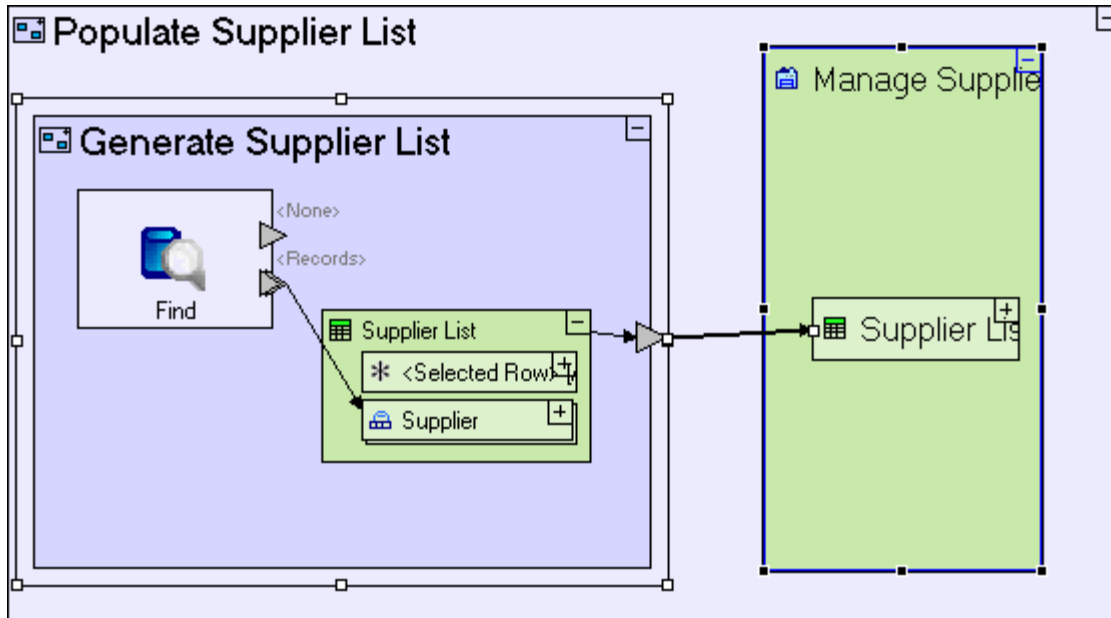 Populate Supplier List
Manage Supplie
Generate Supplier List
<None>
<Records>
Find
Supplier List
<Selected Row>
Supplier
Supplier Lis